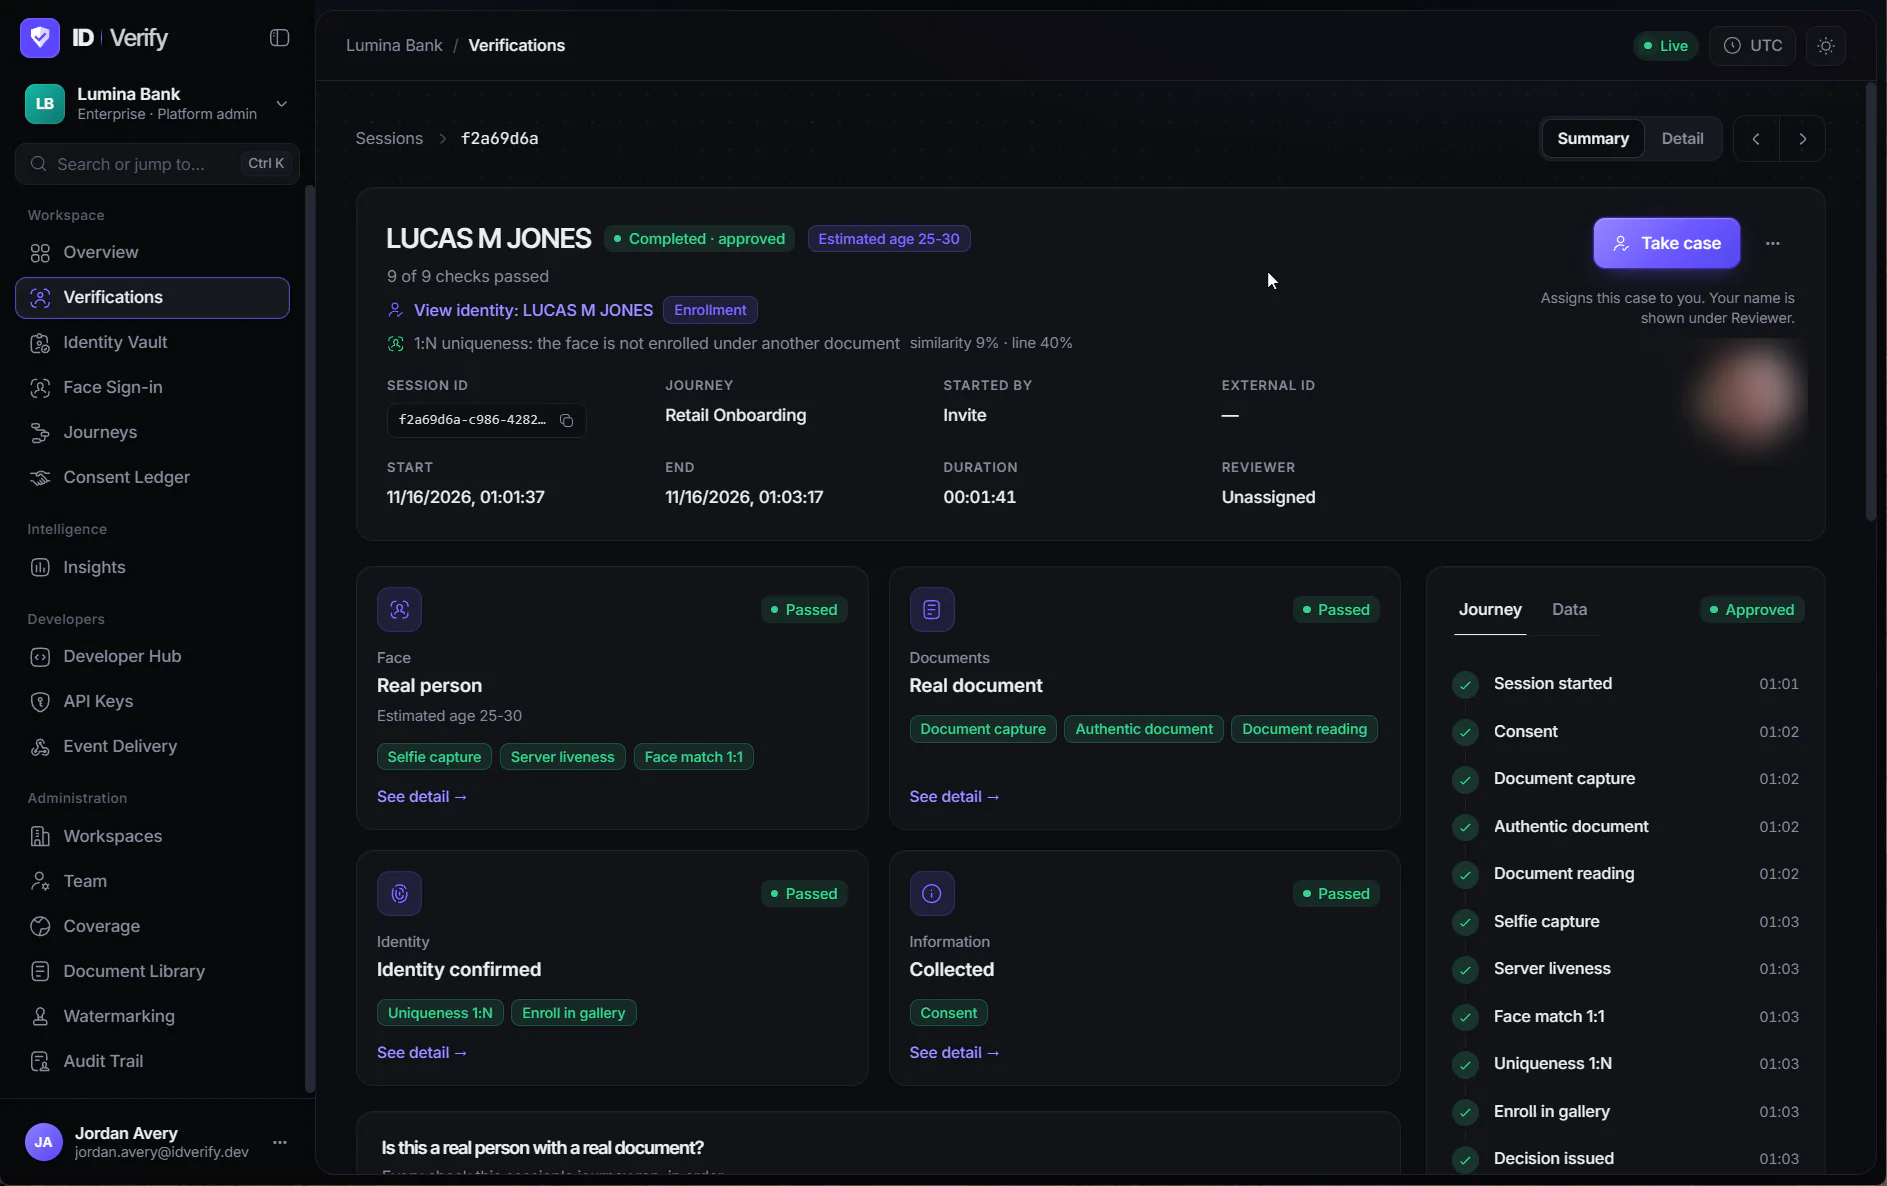 ID Verify
LB
Lumina Bank
Enterprise · Platform admin
Search or jump to...
Ctrl K
Workspace
Overview
Verifications
Identity Vault
Face Sign-in
Journeys
Consent Ledger
Intelligence
Insights
Developers
Developer Hub
API Keys
Event Delivery
Administration
Workspaces
Team
Coverage
Document Library
Watermarking
Audit Trail
JA
Jordan Avery
jordan.avery@idverify.dev
Lumina Bank / Verifications
Live
UTC
Sessions > f2a69d6a
Summary
Detail
LUCAS M JONES
Completed · approved
Estimated age 25-30
Take case
9 of 9 checks passed
View identity: LUCAS M JONES
Enrollment
Assigns this case to you. Your name is
shown under Reviewer.
1:N uniqueness: the face is not enrolled under another document similarity 9% · line 40%
SESSION ID
f2a69d6a-c986-4282…
JOURNEY
Retail Onboarding
STARTED BY
Invite
EXTERNAL ID
—
START
11/16/2026, 01:01:37
END
11/16/2026, 01:03:17
DURATION
00:01:41
REVIEWER
Unassigned
Passed
Face
Real person
Estimated age 25-30
Selfie capture
Server liveness
Face match 1:1
See detail →
Passed
Documents
Real document
Document capture
Authentic document
Document reading
See detail →
Passed
Identity
Identity confirmed
Uniqueness 1:N
Enroll in gallery
See detail →
Passed
Information
Collected
Consent
See detail →
Is this a real person with a real document?
Every check this session's journey ran, in order
Journey
Data
Approved
Session started 01:01
Consent 01:02
Document capture 01:02
Authentic document 01:02
Document reading 01:02
Selfie capture 01:03
Server liveness 01:03
Face match 1:1 01:03
Uniqueness 1:N 01:03
Enroll in gallery 01:03
Decision issued 01:03